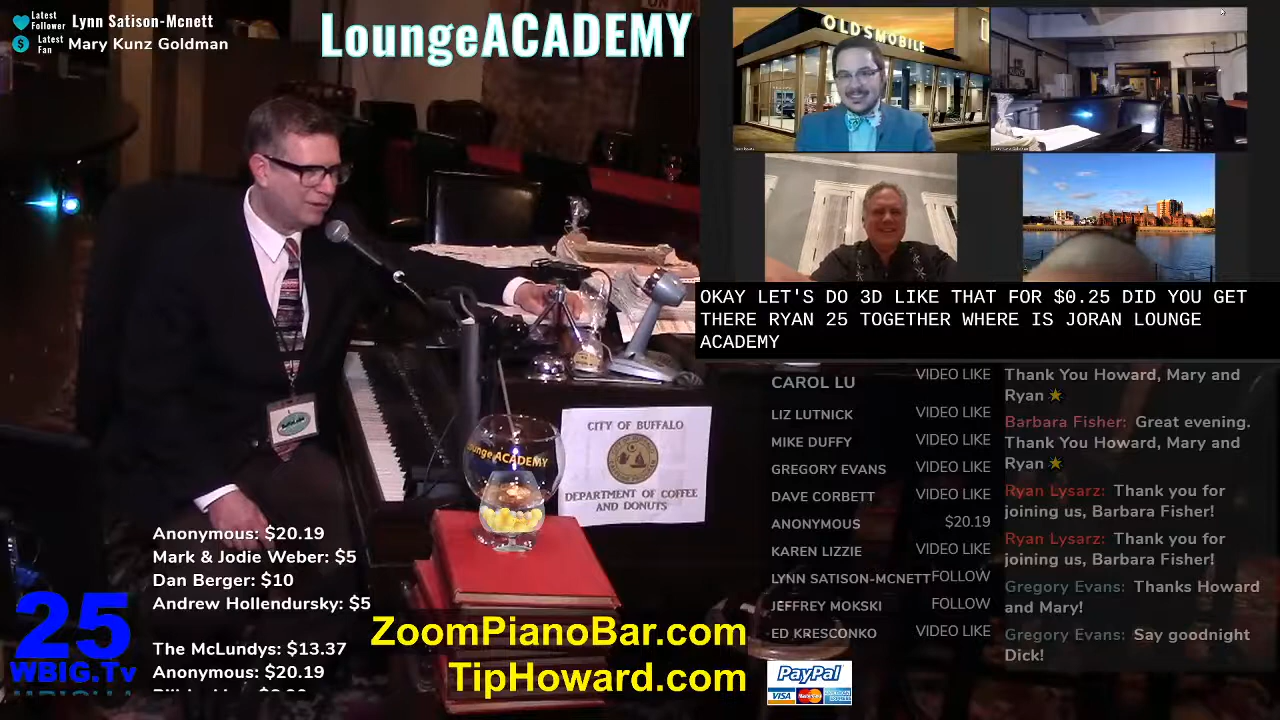 Latest
Follower
Lynn Satison-Mcnett
Latest
Fan
Mary Kunz Goldman
LoungeACADEMY
OLDSMOBILE
OKAY LET'S DO 3D LIKE THAT FOR $0.25 DID YOU GET
THERE RYAN 25 TOGETHER WHERE IS JORAN LOUNGE
ACADEMY
CAROL LU VIDEO LIKE
LIZ LUTNICK VIDEO LIKE
MIKE DUFFY VIDEO LIKE
GREGORY EVANS VIDEO LIKE
DAVE CORBETT VIDEO LIKE
ANONYMOUS $20.19
KAREN LIZZIE VIDEO LIKE
LYNN SATISON-MCNETT FOLLOW
JEFFREY MOKSKI FOLLOW
ED KRESCONKO VIDEO LIKE
Thank You Howard, Mary and
Ryan
Barbara Fisher: Great evening.
Thank You Howard, Mary and
Ryan
Ryan Lysarz: Thank you for
joining us, Barbara Fisher!
Ryan Lysarz: Thank you for
joining us, Barbara Fisher!
Gregory Evans: Thanks Howard
and Mary!
Gregory Evans: Say goodnight
Dick!
CITY OF BUFFALO
DEPARTMENT OF COFFEE
AND DONUTS
LoungeACADEMY
Anonymous: $20.19
Mark & Jodie Weber: $5
Dan Berger: $10
Andrew Hollendursky: $5
The McLundys: $13.37
Anonymous: $20.19
25
WBIG.Tv
ZoomPianoBar.com
TipHoward.com
PayPal
VISA